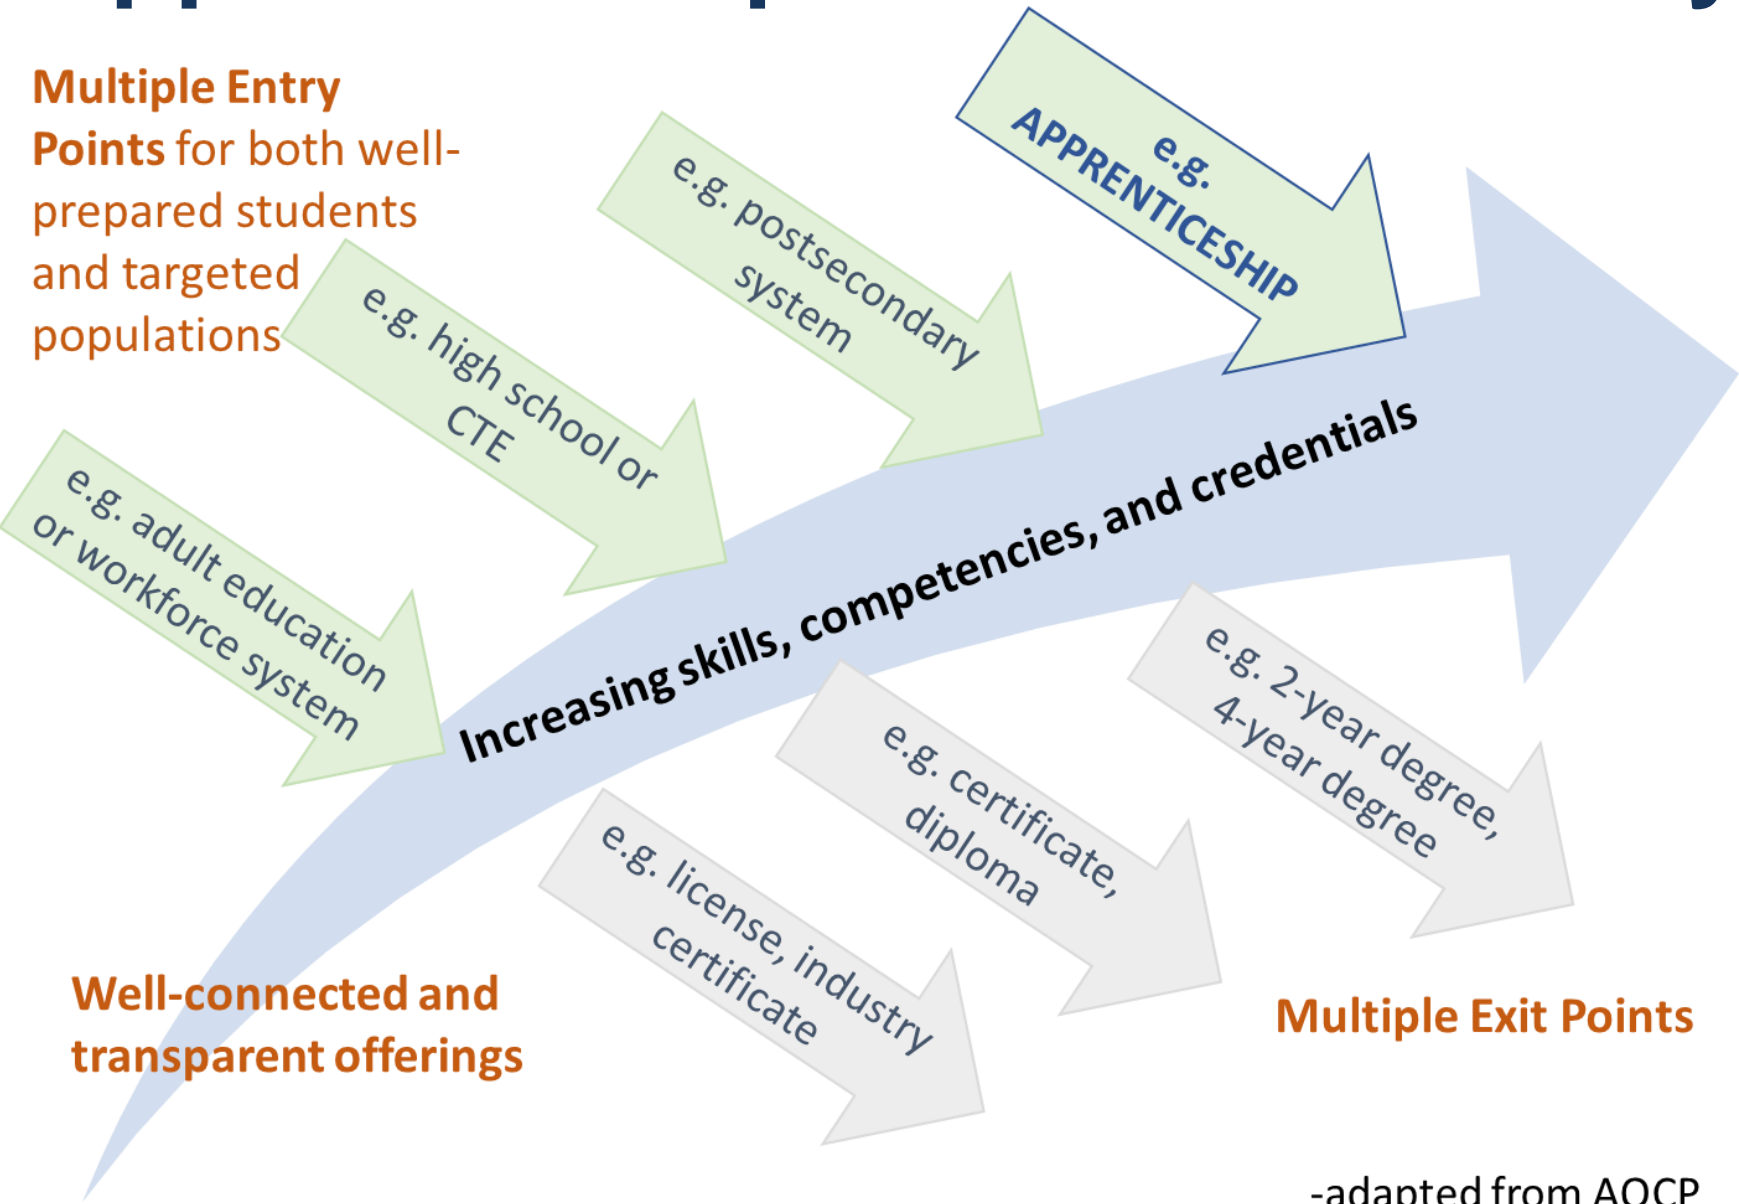 Multiple Entry
Points for both well-
prepared students
and targeted
populations
e.g.
APPRENTICESHIP
e.g. postsecondary
system
e.g. high school or
CTE
e.g. adult education
or workforce system
Increasing skills, competencies, and credentials
e.g. 2-year degree,
4-year degree
e.g. certificate,
diploma
e.g. license, industry
certificate
Well-connected and
transparent offerings
Multiple Exit Points
-adapted from AOCP